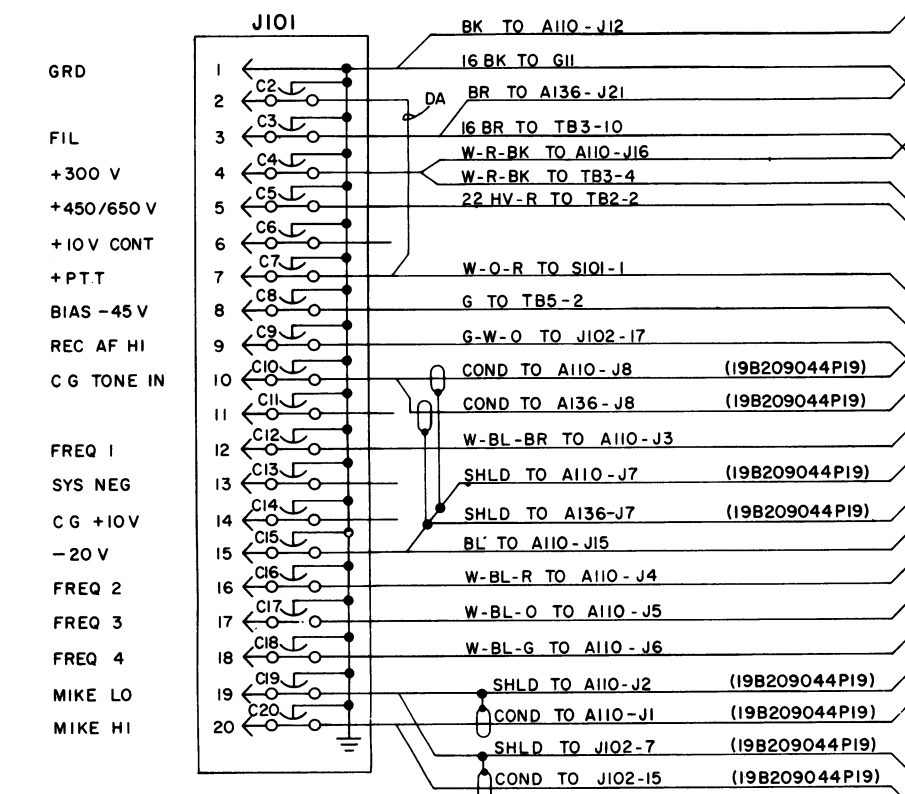 J101
BK TO A110-J12
GRD 1 16 BK TO G11
C2
2 DA BR TO A136-J21
C3
FIL 3 16 BR TO TB3-10
C4 W-R-BK TO A110-J16
+300 V 4 W-R-BK TO TB3-4
C5
+450/650 V 5 22 HV-R TO TB2-2
C6
+10V CONT 6
C7
+PT.T 7 W-O-R TO S101-1
C8
BIAS -45 V 8 G TO TB5-2
C9
REC AF HI 9 G-W-O TO J102-17
C10
CG TONE IN 10 COND TO A110-J8 (19B209044P19)
C11
11 COND TO A136-J8 (19B209044P19)
C12
FREQ 1 12 W-BL-BR TO A110-J3
C13
SYS NEG 13 SHLD TO A110-J7 (19B209044P19)
C14
CG +10V 14 SHLD TO A136-J7 (19B209044P19)
C15
-20 V 15 BL TO A110-J15
C16
FREQ 2 16 W-BL-R TO A110-J4
C17
FREQ 3 17 W-BL-O TO A110-J5
C18
FREQ 4 18 W-BL-G TO A110-J6
C19
MIKE LO 19 SHLD TO A110-J2 (19B209044P19)
C20
MIKE HI 20 COND TO A110-J1 (19B209044P19)
SHLD TO J102-7 (19B209044P19)
COND TO J102-15 (19B209044P19)